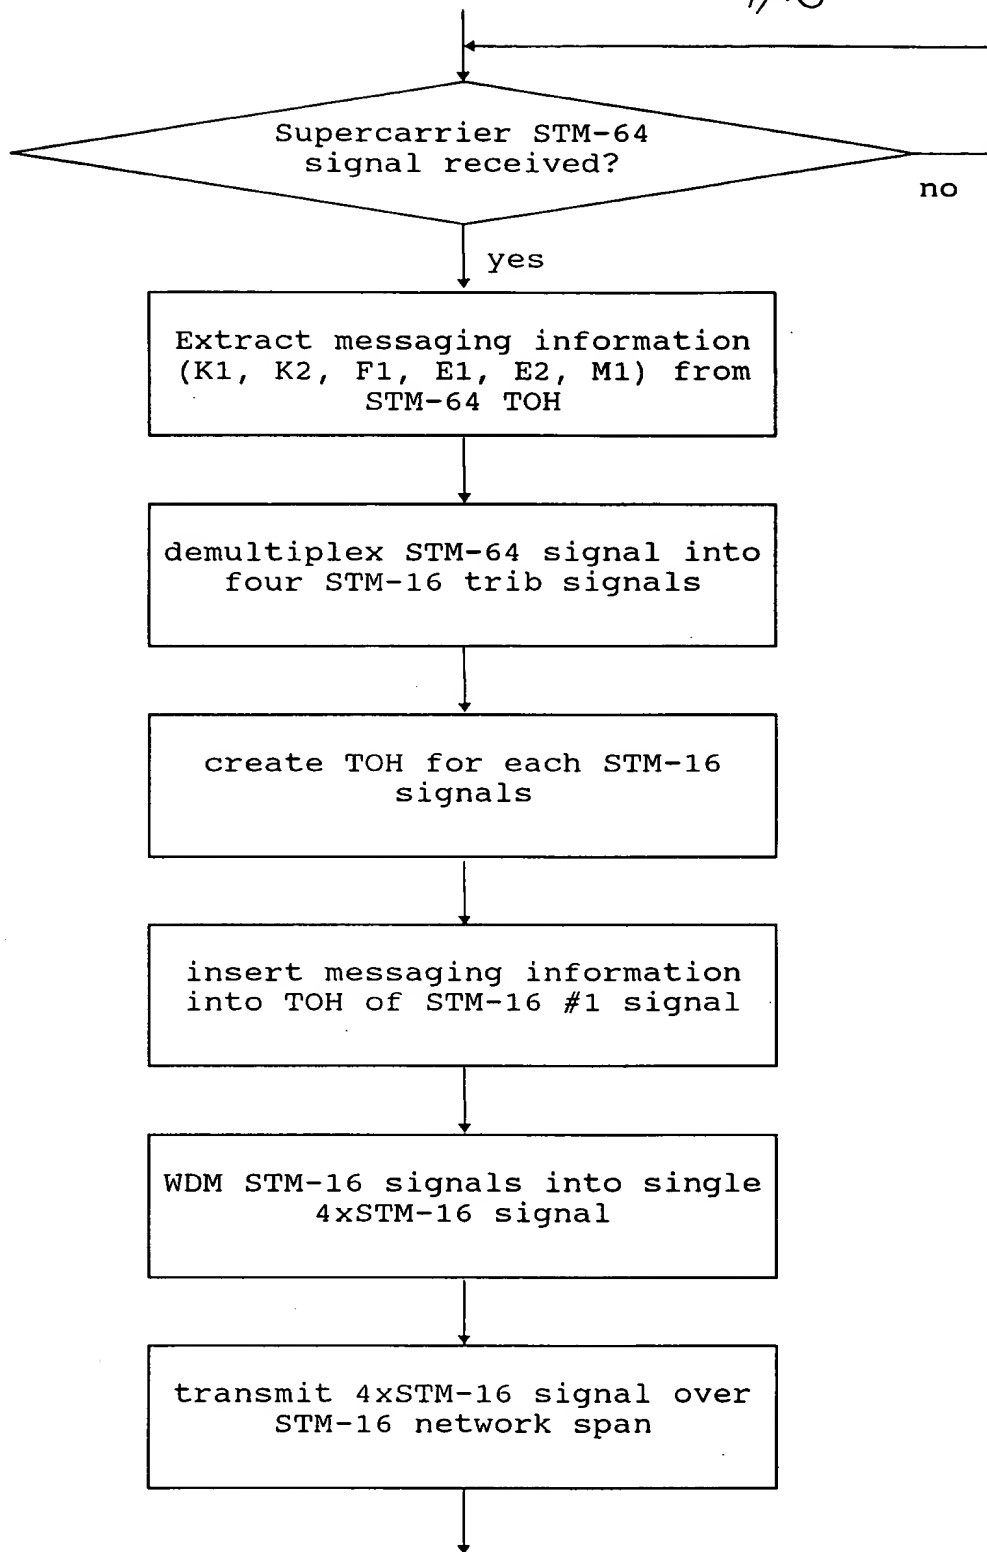 Supercarrier STM-64
signal received?
no
yes
Extract messaging information
(K1, K2, F1, E1, E2, M1) from
STM-64 TOH
demultiplex STM-64 signal into
four STM-16 trib signals
create TOH for each STM-16
signals
insert messaging information
into TOH of STM-16 #1 signal
WDM STM-16 signals into single
4xSTM-16 signal
transmit 4xSTM-16 signal over
STM-16 network span